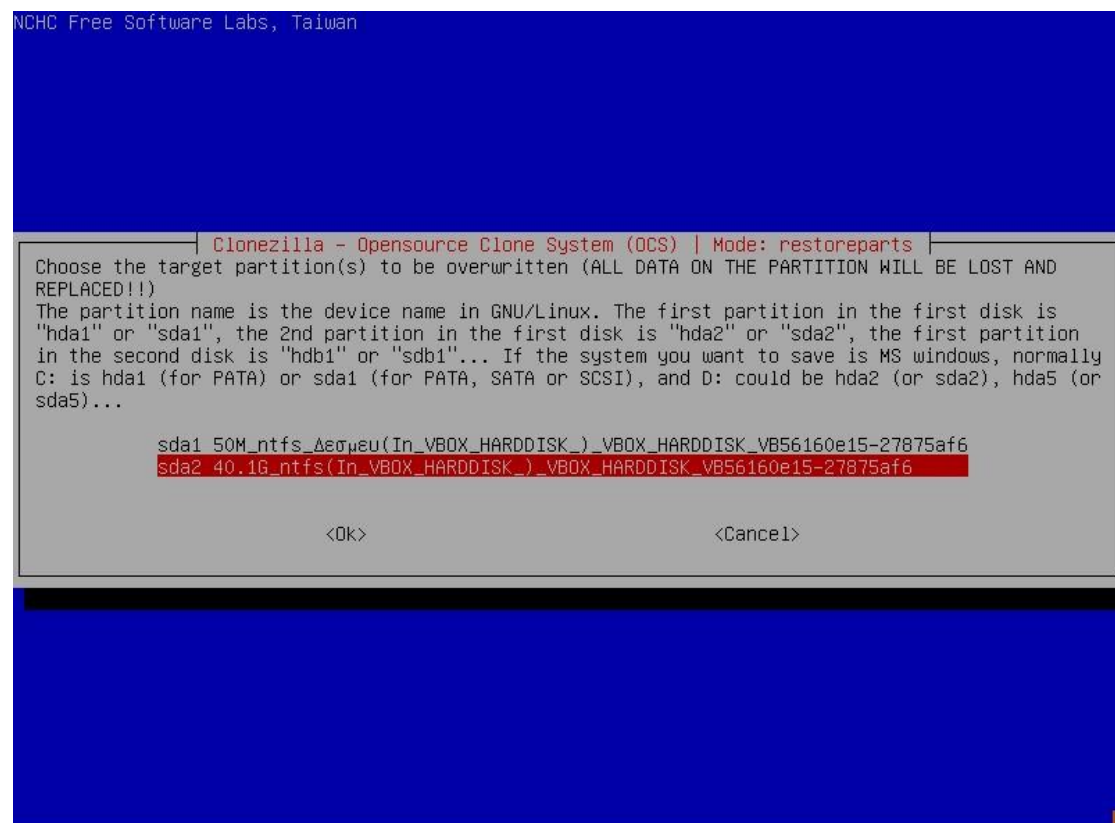 NCHC Free Software Labs, Taiwan
Clonezilla - Opensource Clone System (OCS) | Mode: restoreparts
Choose the target partition(s) to be overwritten (ALL DATA ON THE PARTITION WILL BE LOST AND
REPLACED!!)
The partition name is the device name in GNU/Linux. The first partition in the first disk is
"hda1" or "sda1", the 2nd partition in the first disk is "hda2" or "sda2", the first partition
in the second disk is "hdb1" or "sdb1"... If the system you want to save is MS windows, normally
C: is hda1 (for PATA) or sda1 (for PATA, SATA or SCSI), and D: could be hda2 (or sda2), hda5 (or
sda5)...
sda1 50M_ntfs_Δεσμευ(In_VBOX_HARDDISK_)_VBOX_HARDDISK_VB56160e15-27875af6
sda2 40.1G_ntfs(In_VBOX_HARDDISK_)_VBOX_HARDDISK_VB56160e15-27875af6
<Ok> <Cancel>